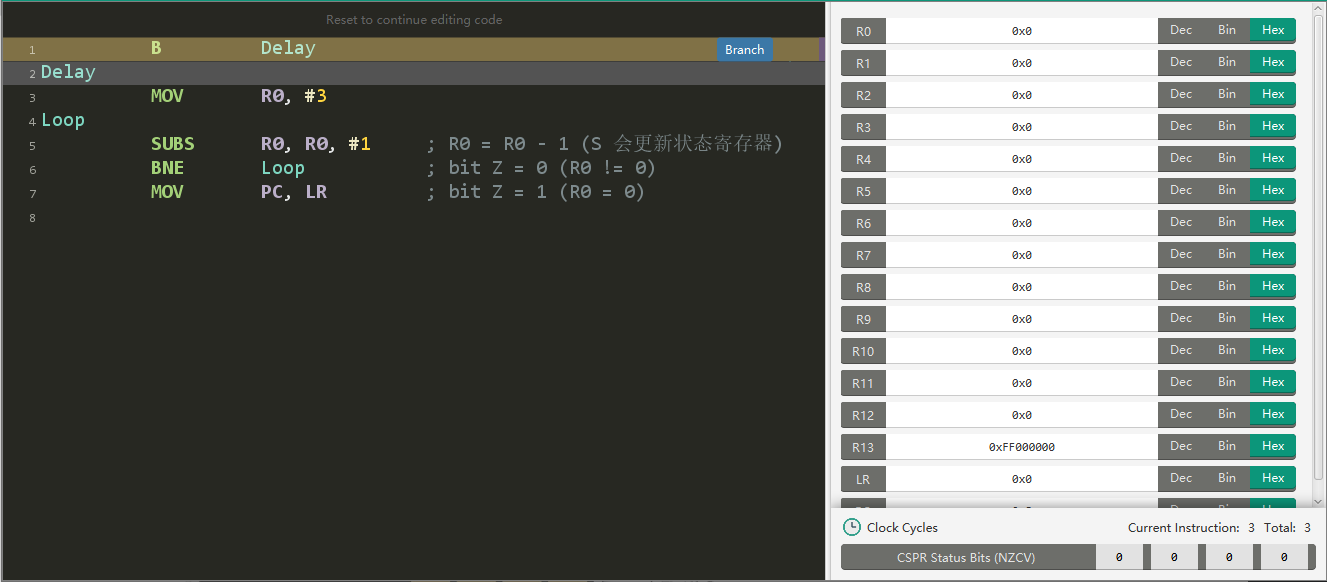 Reset to continue editing code
1 B Delay Branch
2 Delay
3 MOV R0, #3
4 Loop
5 SUBS R0, R0, #1 ; R0 = R0 - 1 (S 会更新状态寄存器)
6 BNE Loop ; bit Z = 0 (R0 != 0)
7 MOV PC, LR ; bit Z = 1 (R0 = 0)
8
R0 0x0 Dec Bin Hex
R1 0x0 Dec Bin Hex
R2 0x0 Dec Bin Hex
R3 0x0 Dec Bin Hex
R4 0x0 Dec Bin Hex
R5 0x0 Dec Bin Hex
R6 0x0 Dec Bin Hex
R7 0x0 Dec Bin Hex
R8 0x0 Dec Bin Hex
R9 0x0 Dec Bin Hex
R10 0x0 Dec Bin Hex
R11 0x0 Dec Bin Hex
R12 0x0 Dec Bin Hex
R13 0xFF000000 Dec Bin Hex
LR 0x0 Dec Bin Hex
Clock Cycles Current Instruction: 3 Total: 3
CSPR Status Bits (NZCV) 0 0 0 0